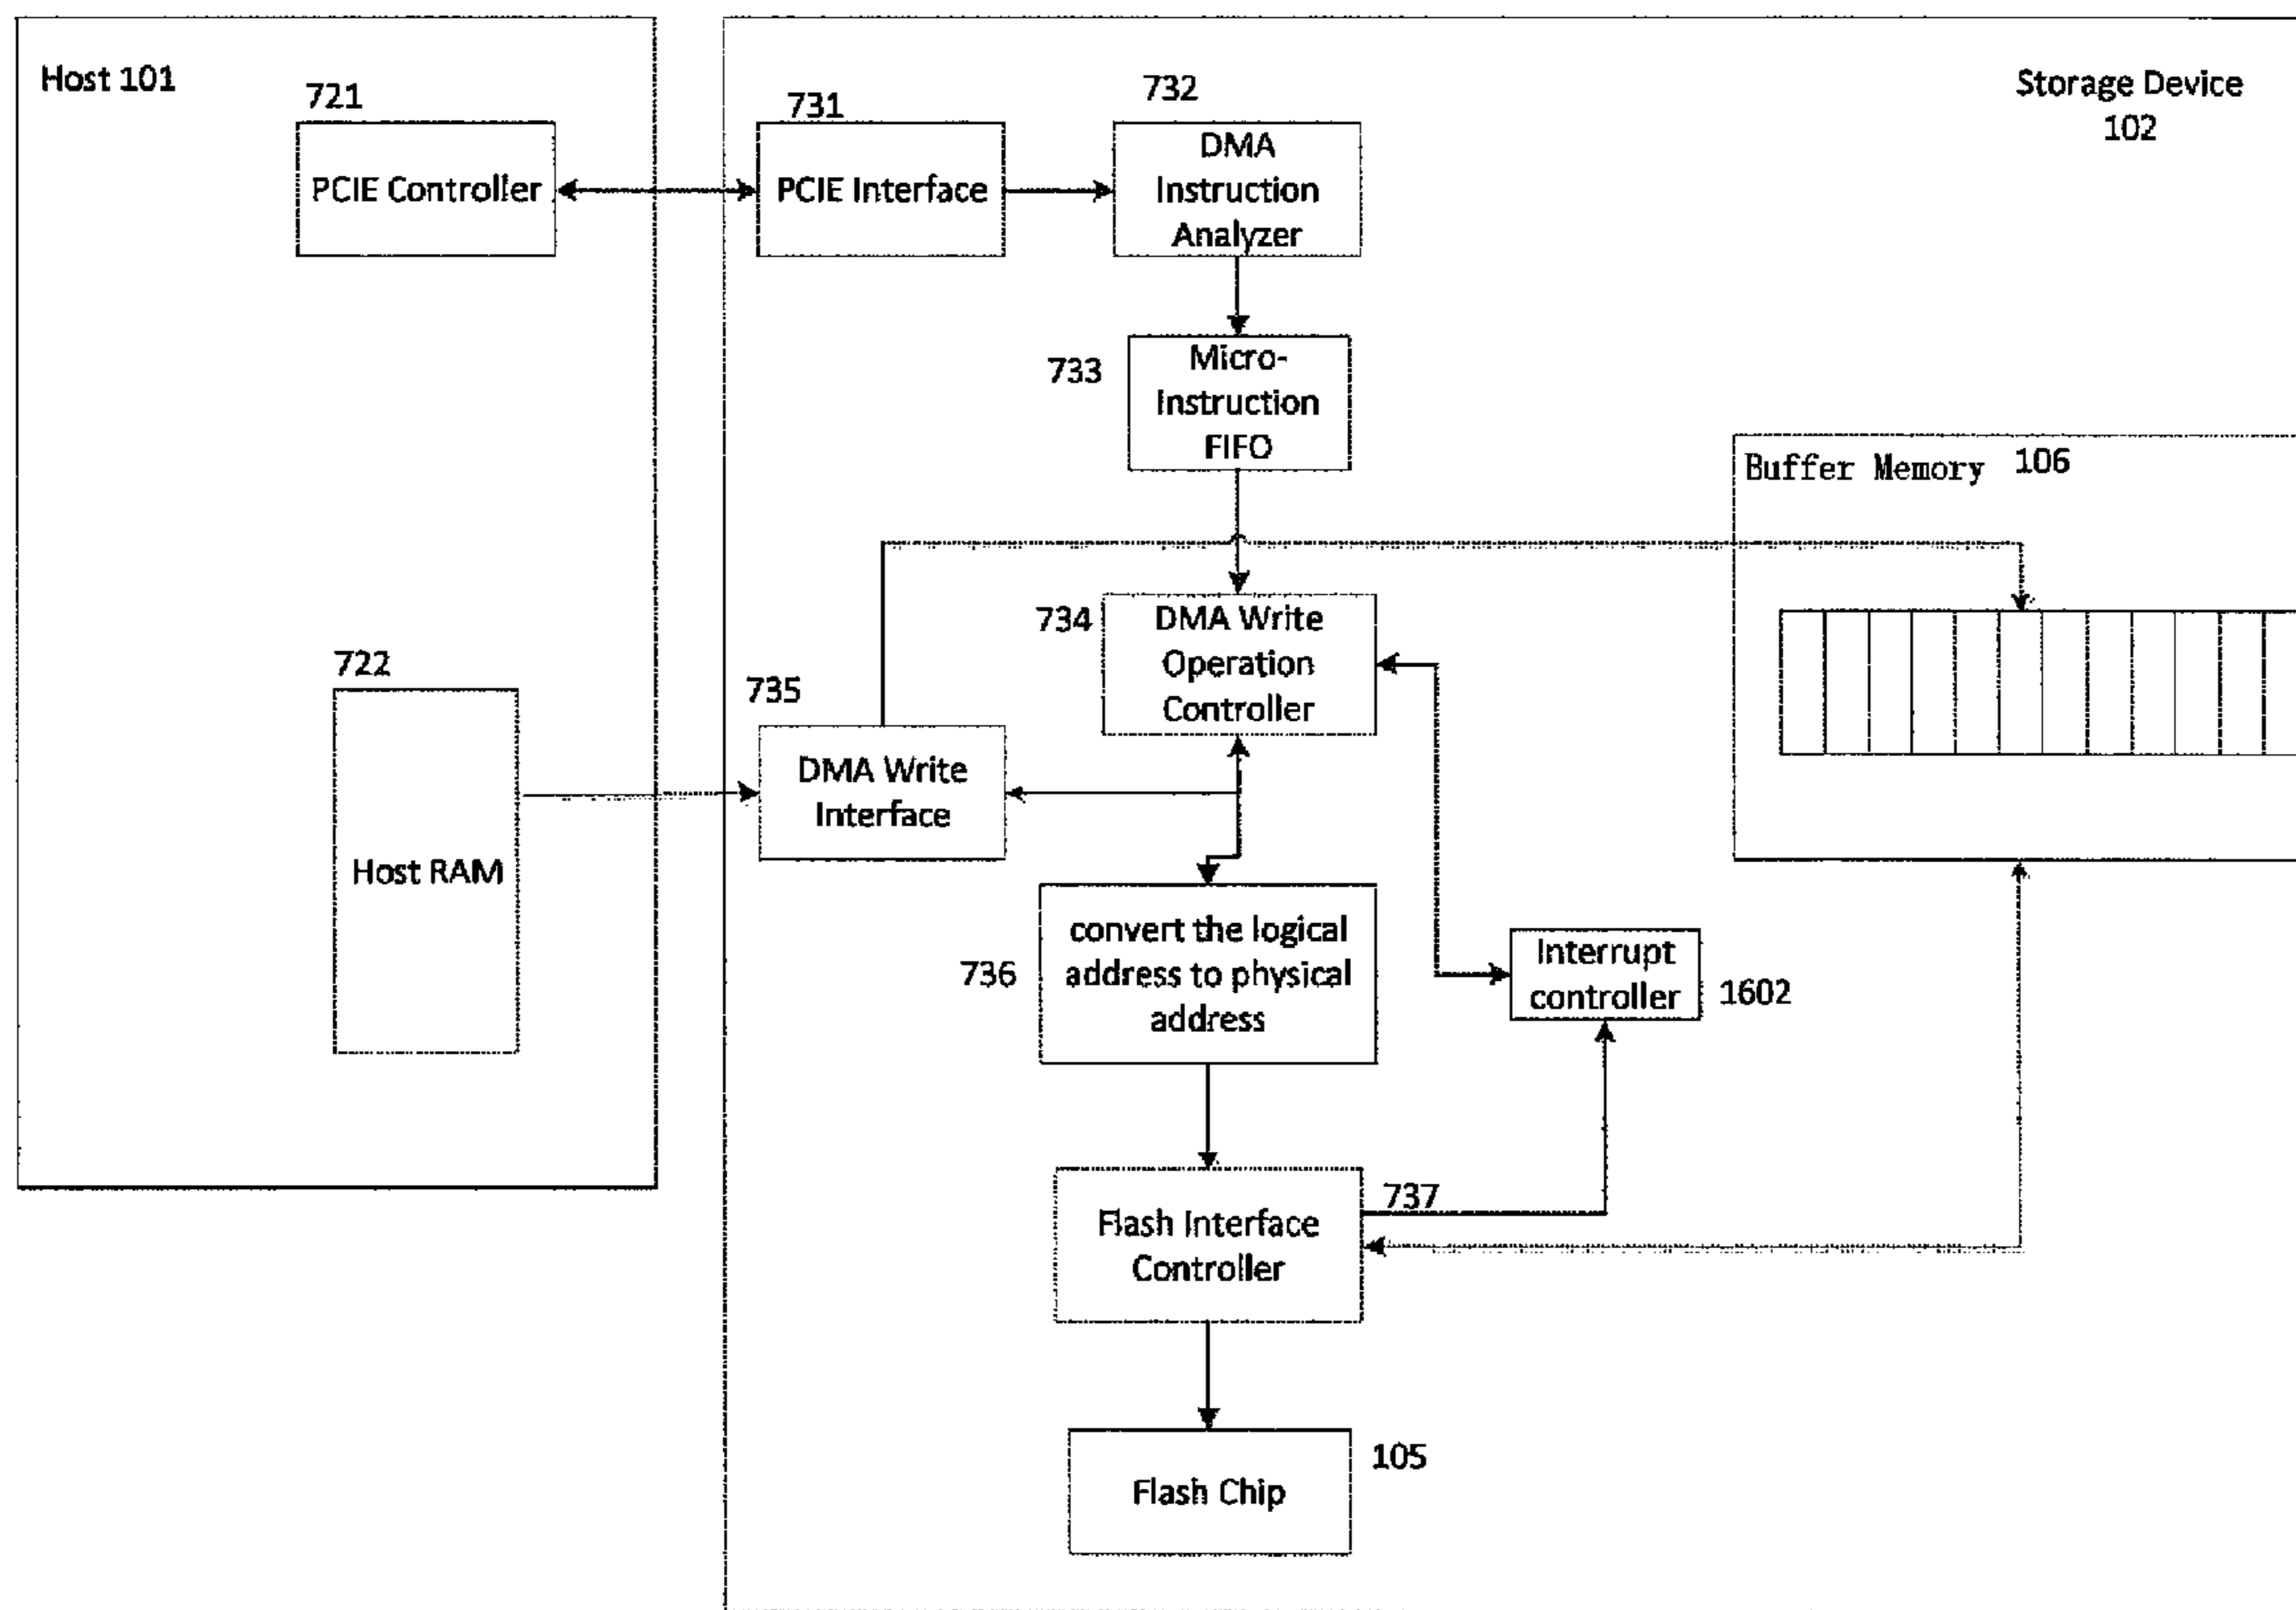 Host 101
721
PCIE Controller
722
Host RAM
Storage Device
102
731
PCIE Interface
732
DMA
Instruction
Analyzer
733
Micro-
Instruction
FIFO
Buffer Memory 106
734
DMA Write
Operation
Controller
735
DMA Write
Interface
736
convert the logical
address to physical
address
Interrupt
controller
1602
737
Flash Interface
Controller
105
Flash Chip